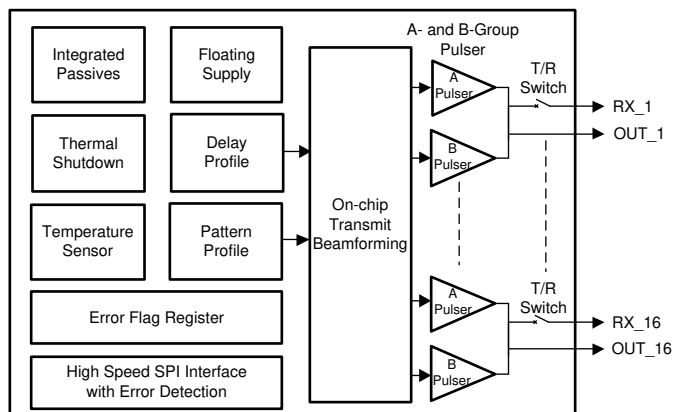 Integrated
Passives
Floating
Supply
Thermal
Shutdown
Delay
Profile
Temperature
Sensor
Pattern
Profile
Error Flag Register
High Speed SPI Interface
with Error Detection
On-chip
Transmit
Beamforming
A- and B-Group
Pulser
A
Pulser
B
Pulser
T/R
Switch
RX_1
OUT_1
A
Pulser
B
Pulser
T/R
Switch
RX_16
OUT_16